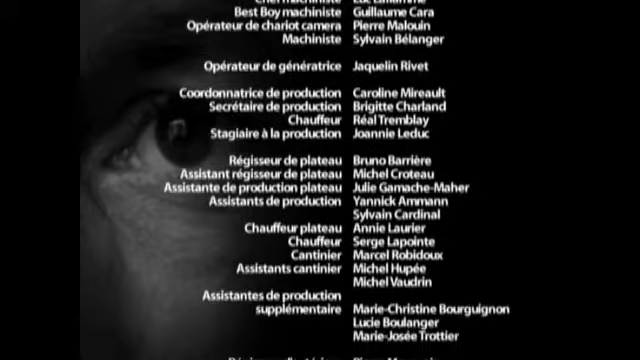 Chef machiniste Luc Laflamme
Best Boy machiniste Guillaume Cara
Opérateur de chariot camera Pierre Malouin
Machiniste Sylvain Bélanger
Opérateur de génératrice Jaquelin Rivet
Coordonnatrice de production Caroline Mireault
Secrétaire de production Brigitte Charland
Chauffeur Réal Tremblay
Stagiaire à la production Joannie Leduc
Régisseur de plateau Bruno Barrière
Assistant régisseur de plateau Michel Croteau
Assistante de production plateau Julie Gamache-Maher
Assistants de production Yannick Ammann
Sylvain Cardinal
Chauffeur plateau Annie Laurier
Chauffeur Serge Lapointe
Cantinier Marcel Robidoux
Assistants cantinier Michel Hupée
Michel Vaudrin
Assistantes de production
supplémentaire Marie-Christine Bourguignon
Lucie Boulanger
Marie-Josée Trottier